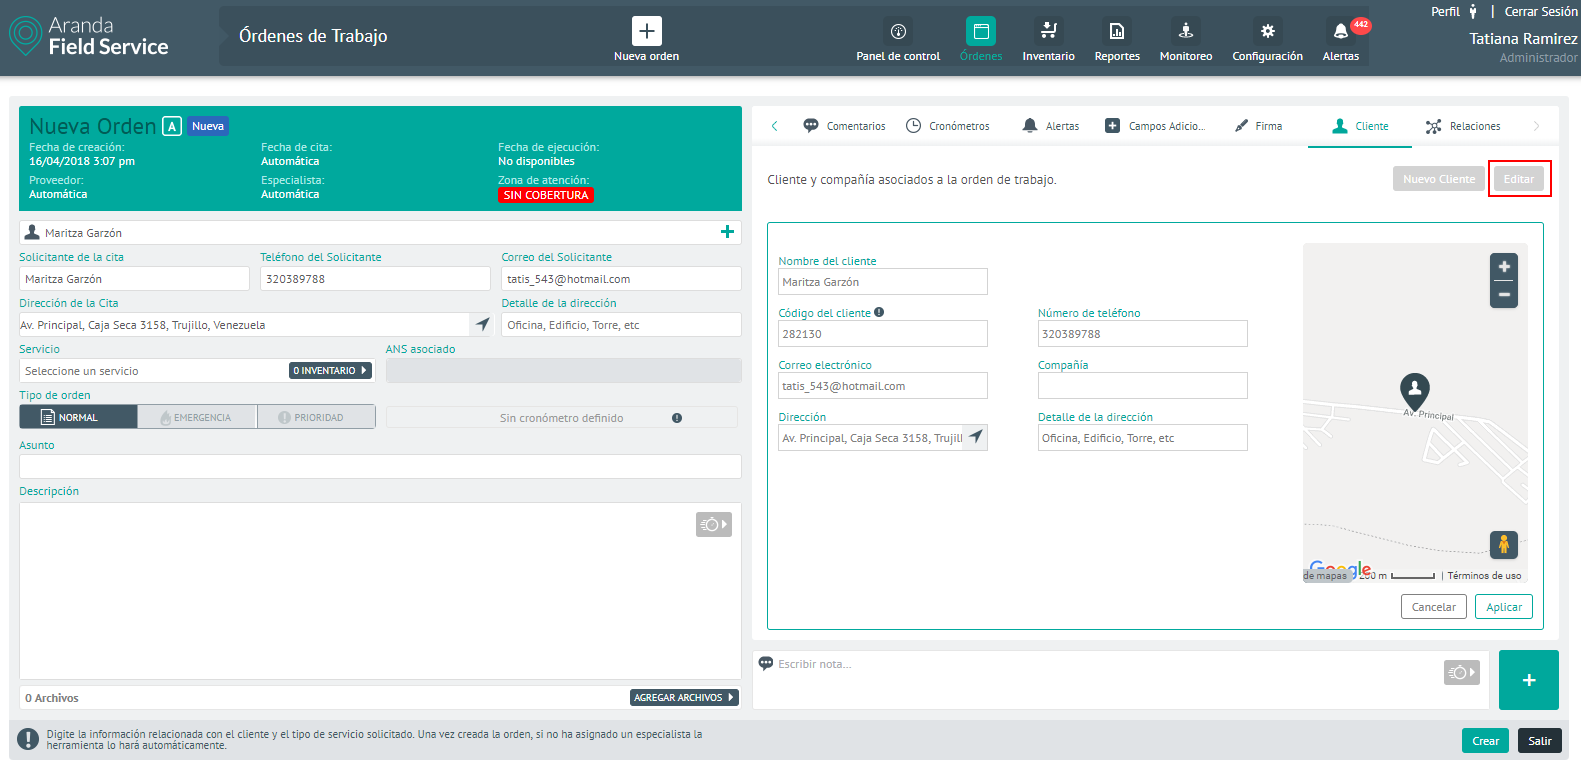 Aranda
Field Service
Órdenes de Trabajo
Nueva orden
Panel de control
Órdenes
Inventario
Reportes
Monitoreo
Configuración
Alertas
442
Perfil | Cerrar Sesión
Tatiana Ramirez
Administrador
Nueva Orden A Nueva
Fecha de creación:
16/04/2018 3:07 pm
Fecha de cita:
Automática
Fecha de ejecución:
No disponibles
Proveedor:
Automática
Especialista:
Automática
Zona de atención:
SIN COBERTURA
Maritza Garzón
Solicitante de la cita
Maritza Garzón
Teléfono del Solicitante
320389788
Correo del Solicitante
tatis_543@hotmail.com
Dirección de la Cita
Av. Principal, Caja Seca 3158, Trujillo, Venezuela
Detalle de la dirección
Oficina, Edificio, Torre, etc
Servicio
Seleccione un servicio
0 INVENTARIO
ANS asociado
Tipo de orden
NORMAL
EMERGENCIA
PRIORIDAD
Sin cronómetro definido
Asunto
Descripción
0 Archivos
AGREGAR ARCHIVOS
Comentarios
Cronómetros
Alertas
Campos Adicio...
Firma
Cliente
Relaciones
Cliente y compañía asociados a la orden de trabajo.
Nuevo Cliente
Editar
Nombre del cliente
Maritza Garzón
Código del cliente
282130
Número de teléfono
320389788
Correo electrónico
tatis_543@hotmail.com
Compañía
Dirección
Av. Principal, Caja Seca 3158, Trujil
Detalle de la dirección
Oficina, Edificio, Torre, etc
Av. Principal
Google
de mapas
200 m
Términos de uso
Cancelar
Aplicar
Escribir nota...
Digite la información relacionada con el cliente y el tipo de servicio solicitado. Una vez creada la orden, si no ha asignado un especialista la
herramienta lo hará automáticamente.
Crear
Salir